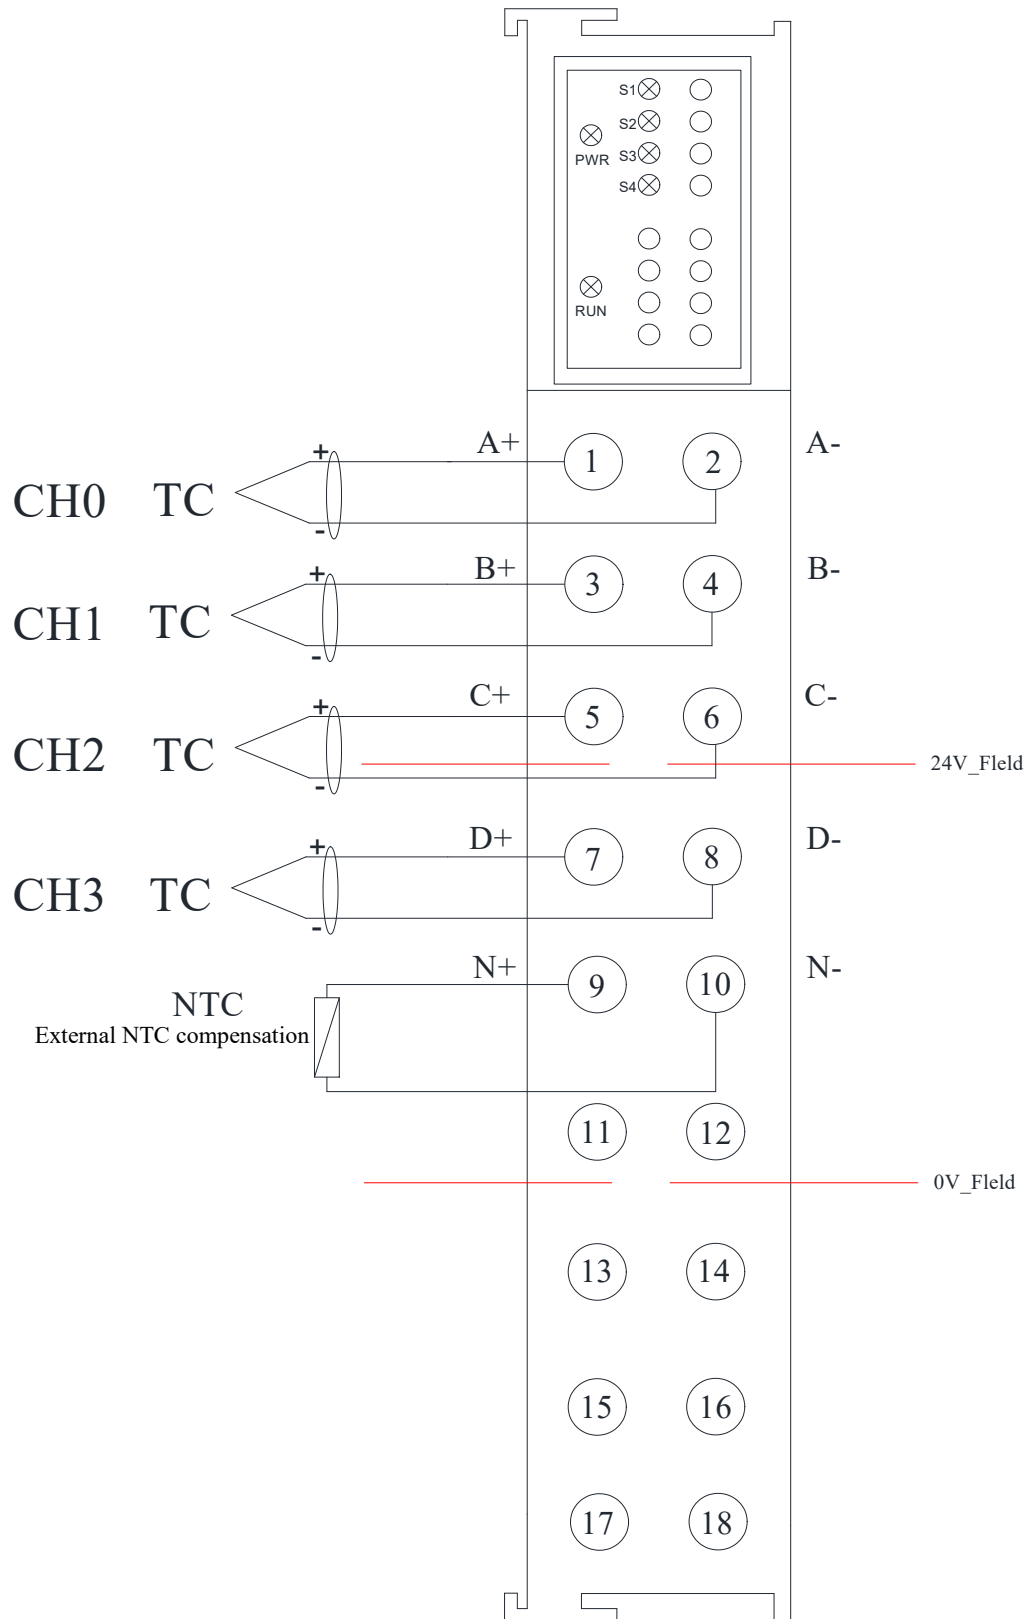 S1
S2
PWR S3
S4
RUN
A+ 1 2 A-
+
CH0 TC
-
B+ 3 4 B-
+
CH1 TC
-
C+ 5 6 C-
+
CH2 TC
24V_Fleld
-
D+ 7 8 D-
+
CH3 TC
-
N+ 9 10 N-
NTC
External NTC compensation
11 12
0V_Fleld
13 14
15 16
17 18